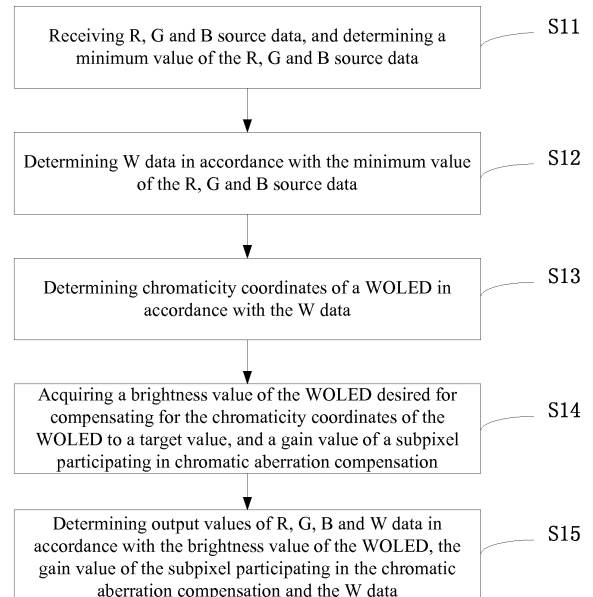 Receiving R, G and B source data, and determining a
minimum value of the R, G and B source data
S11
Determining W data in accordance with the minimum value
of the R, G and B source data
S12
Determining chromaticity coordinates of a WOLED in
accordance with the W data
S13
Acquiring a brightness value of the WOLED desired for
compensating for the chromaticity coordinates of the
WOLED to a target value, and a gain value of a subpixel
participating in chromatic aberration compensation
S14
Determining output values of R, G, B and W data in
accordance with the brightness value of the WOLED, the
gain value of the subpixel participating in the chromatic
aberration compensation and the W data
S15